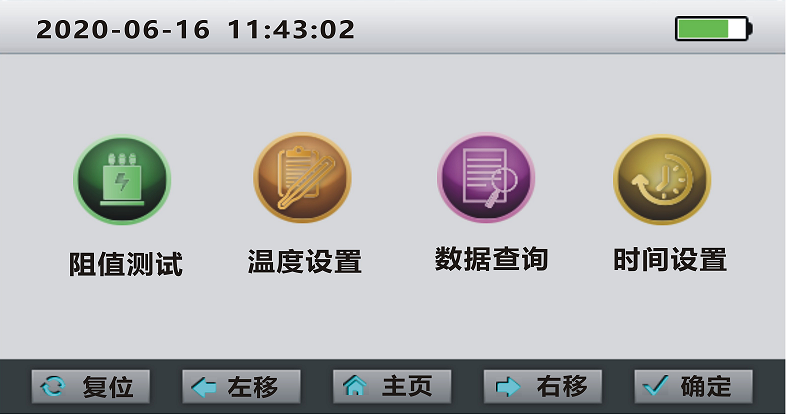 2020-06-16 11:43:02
阻值测试 温度设置 数据查询 时间设置
复位 左移 主页 右移 确定